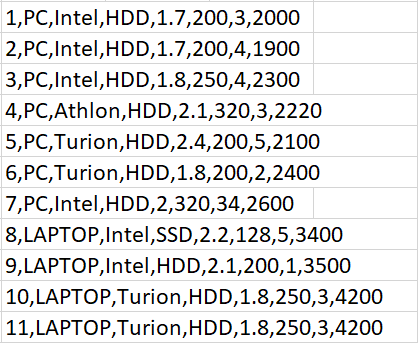 1,PC,Intel,HDD,1.7,200,3,2000
2,PC,Intel,HDD,1.7,200,4,1900
3,PC,Intel,HDD,1.8,250,4,2300
4,PC,Athlon,HDD,2.1,320,3,2220
5,PC,Turion,HDD,2.4,200,5,2100
6,PC,Turion,HDD,1.8,200,2,2400
7,PC,Intel,HDD,2,320,34,2600
8,LAPTOP,Intel,SSD,2.2,128,5,3400
9,LAPTOP,Intel,HDD,2.1,200,1,3500
10,LAPTOP,Turion,HDD,1.8,250,3,4200
11,LAPTOP,Turion,HDD,1.8,250,3,4200